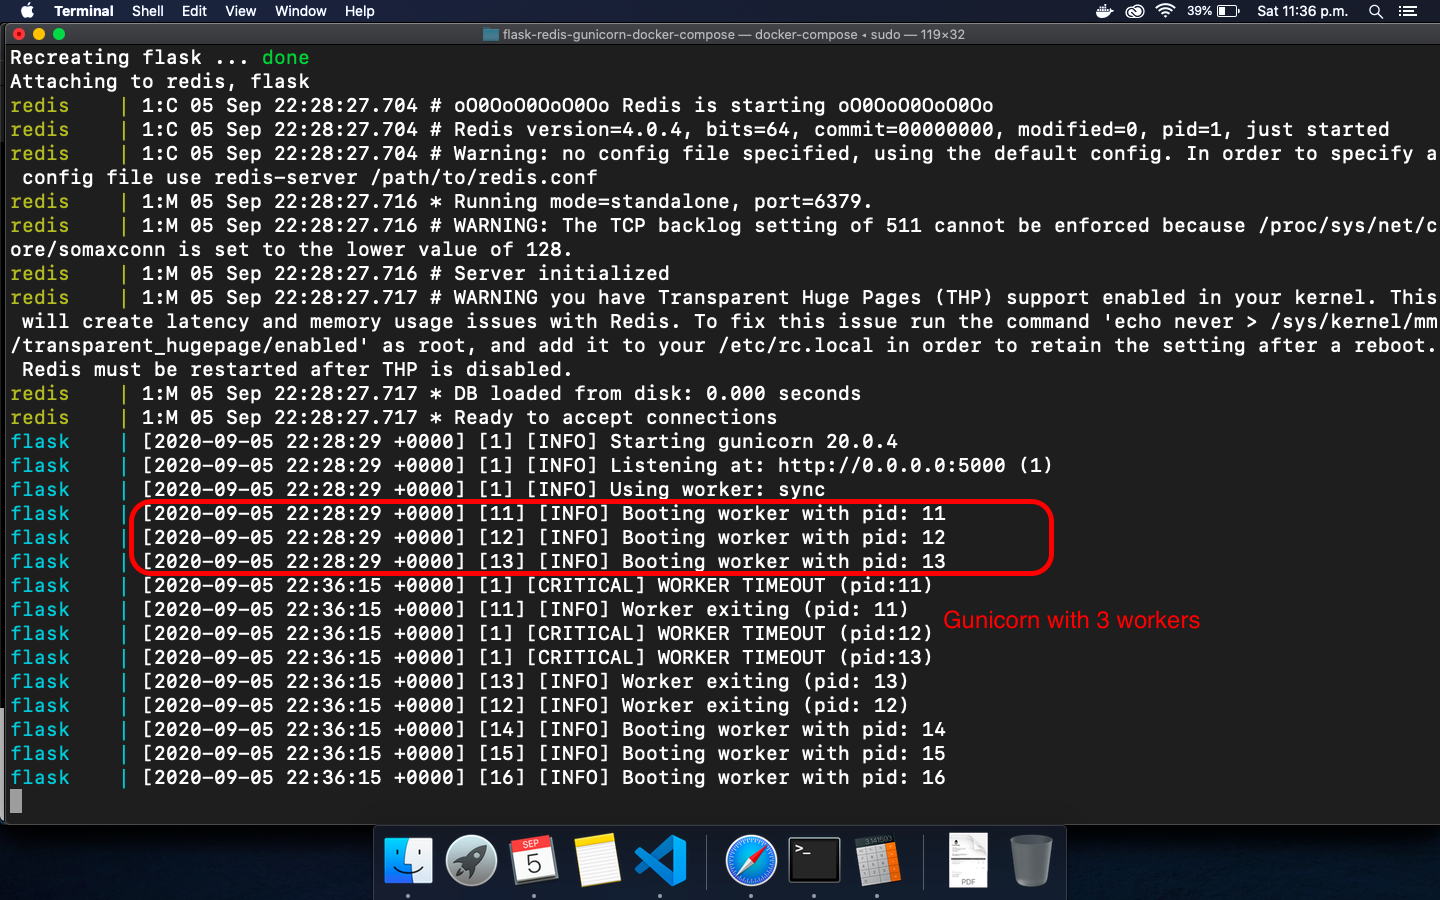 Terminal Shell Edit View Window Help 39% Sat 11:36 p.m.
flask-redis-gunicorn-docker-compose — docker-compose ◂ sudo — 119×32
Recreating flask ... done
Attaching to redis, flask
redis | 1:C 05 Sep 22:28:27.704 # oO0OoO0OoO0Oo Redis is starting oO0OoO0OoO0Oo
redis | 1:C 05 Sep 22:28:27.704 # Redis version=4.0.4, bits=64, commit=00000000, modified=0, pid=1, just started
redis | 1:C 05 Sep 22:28:27.704 # Warning: no config file specified, using the default config. In order to specify a
config file use redis-server /path/to/redis.conf
redis | 1:M 05 Sep 22:28:27.716 * Running mode=standalone, port=6379.
redis | 1:M 05 Sep 22:28:27.716 # WARNING: The TCP backlog setting of 511 cannot be enforced because /proc/sys/net/c
ore/somaxconn is set to the lower value of 128.
redis | 1:M 05 Sep 22:28:27.716 # Server initialized
redis | 1:M 05 Sep 22:28:27.717 # WARNING you have Transparent Huge Pages (THP) support enabled in your kernel. This
will create latency and memory usage issues with Redis. To fix this issue run the command 'echo never > /sys/kernel/mm
/transparent_hugepage/enabled' as root, and add it to your /etc/rc.local in order to retain the setting after a reboot.
Redis must be restarted after THP is disabled.
redis | 1:M 05 Sep 22:28:27.717 * DB loaded from disk: 0.000 seconds
redis | 1:M 05 Sep 22:28:27.717 * Ready to accept connections
flask | [2020-09-05 22:28:29 +0000] [1] [INFO] Starting gunicorn 20.0.4
flask | [2020-09-05 22:28:29 +0000] [1] [INFO] Listening at: http://0.0.0.0:5000 (1)
flask | [2020-09-05 22:28:29 +0000] [1] [INFO] Using worker: sync
flask | [2020-09-05 22:28:29 +0000] [11] [INFO] Booting worker with pid: 11
flask | [2020-09-05 22:28:29 +0000] [12] [INFO] Booting worker with pid: 12
flask | [2020-09-05 22:28:29 +0000] [13] [INFO] Booting worker with pid: 13
flask | [2020-09-05 22:36:15 +0000] [1] [CRITICAL] WORKER TIMEOUT (pid:11)
flask | [2020-09-05 22:36:15 +0000] [11] [INFO] Worker exiting (pid: 11)
Gunicorn with 3 workers
flask | [2020-09-05 22:36:15 +0000] [1] [CRITICAL] WORKER TIMEOUT (pid:12)
flask | [2020-09-05 22:36:15 +0000] [1] [CRITICAL] WORKER TIMEOUT (pid:13)
flask | [2020-09-05 22:36:15 +0000] [13] [INFO] Worker exiting (pid: 13)
flask | [2020-09-05 22:36:15 +0000] [12] [INFO] Worker exiting (pid: 12)
flask | [2020-09-05 22:36:15 +0000] [14] [INFO] Booting worker with pid: 14
flask | [2020-09-05 22:36:15 +0000] [15] [INFO] Booting worker with pid: 15
flask | [2020-09-05 22:36:15 +0000] [16] [INFO] Booting worker with pid: 16
SEP
5
>_
PDF